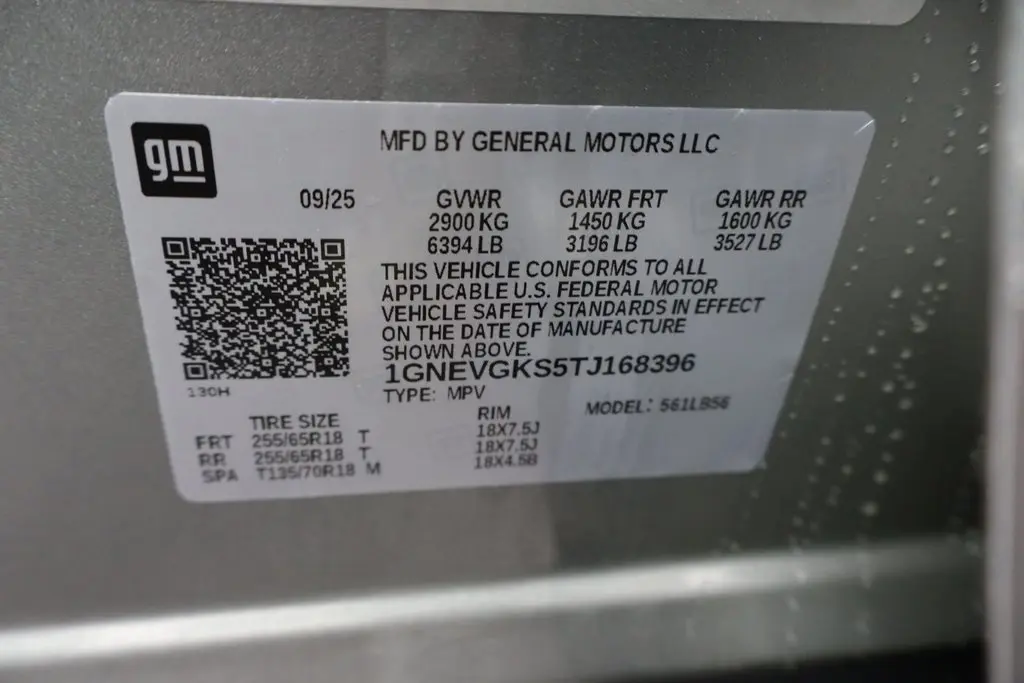 gm
MFD BY GENERAL MOTORS LLC
09/25 GVWR GAWR FRT GAWR RR
2900 KG 1450 KG 1600 KG
6394 LB 3196 LB 3527 LB
THIS VEHICLE CONFORMS TO ALL
APPLICABLE U.S. FEDERAL MOTOR
VEHICLE SAFETY STANDARDS IN EFFECT
ON THE DATE OF MANUFACTURE
SHOWN ABOVE.
1GNEVGKS5TJ168396
130H
TYPE: MPV MODEL: 561LB56
TIRE SIZE RIM
FRT 255/65R18 T 18X7.5J
RR 255/65R18 T 18X7.5J
SPA T135/70R18 M 18X4.5B